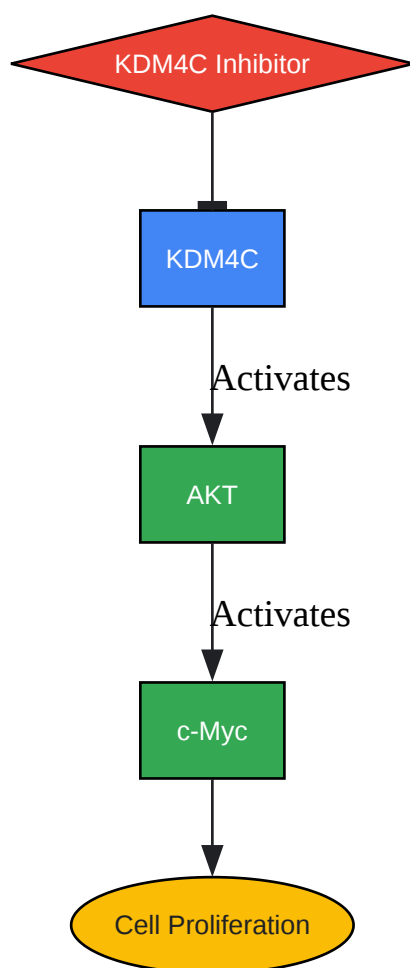 KDM4C Inhibitor
KDM4C
Activates
AKT
Activates
c-Myc
Cell Proliferation